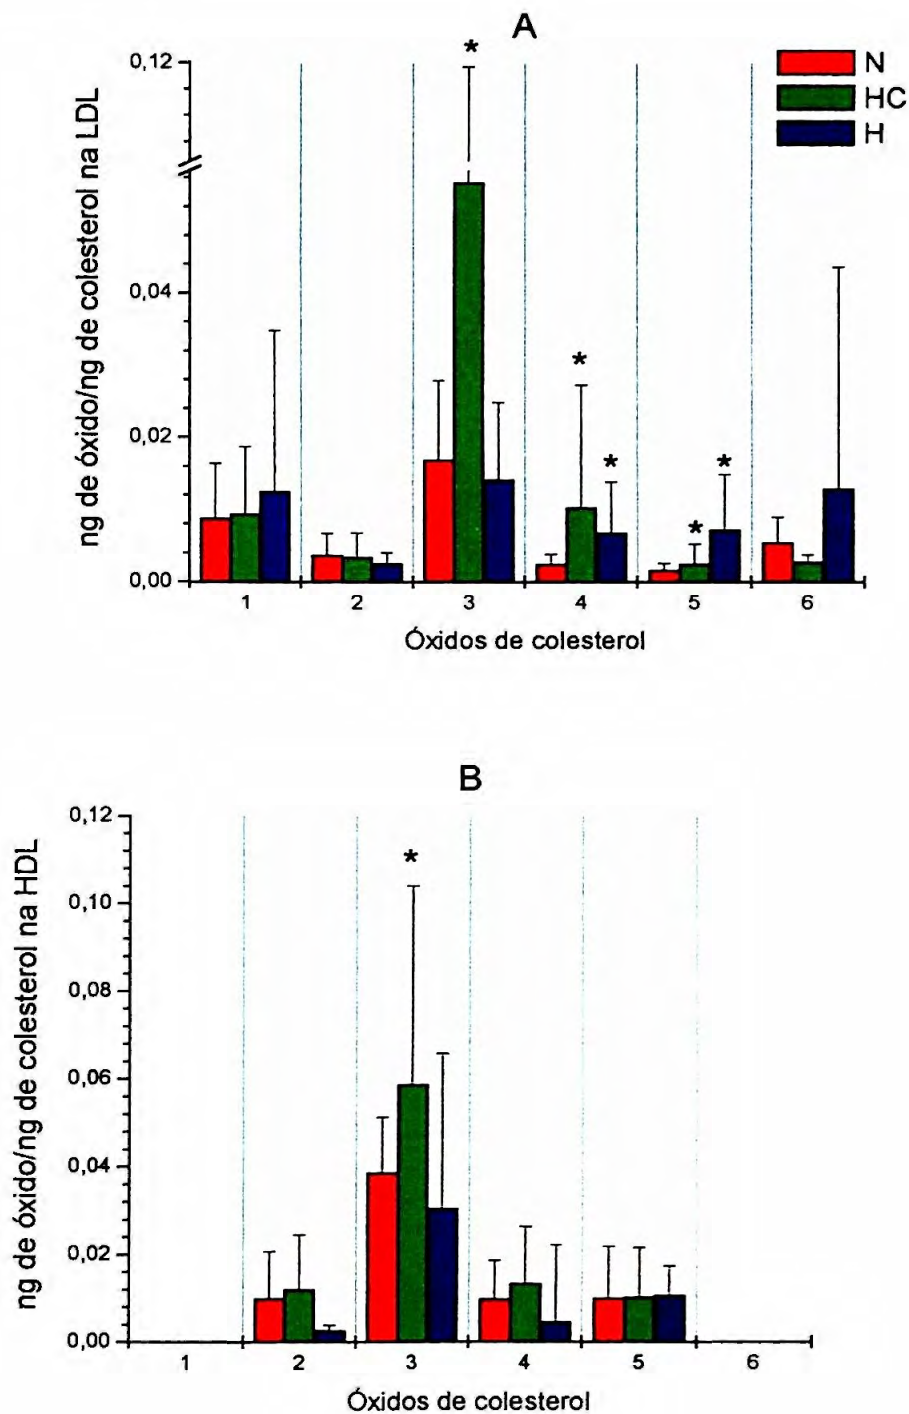 A
N
HC
H
ng de óxido/ng de colesterol na LDL
0,12
0,04
0,02
0,00
*
*
*
*
*
1 2 3 4 5 6
Óxidos de colesterol
B
ng de óxido/ng de colesterol na HDL
0,12
0,10
0,08
0,06
0,04
0,02
0,00
*
1 2 3 4 5 6
Óxidos de colesterol